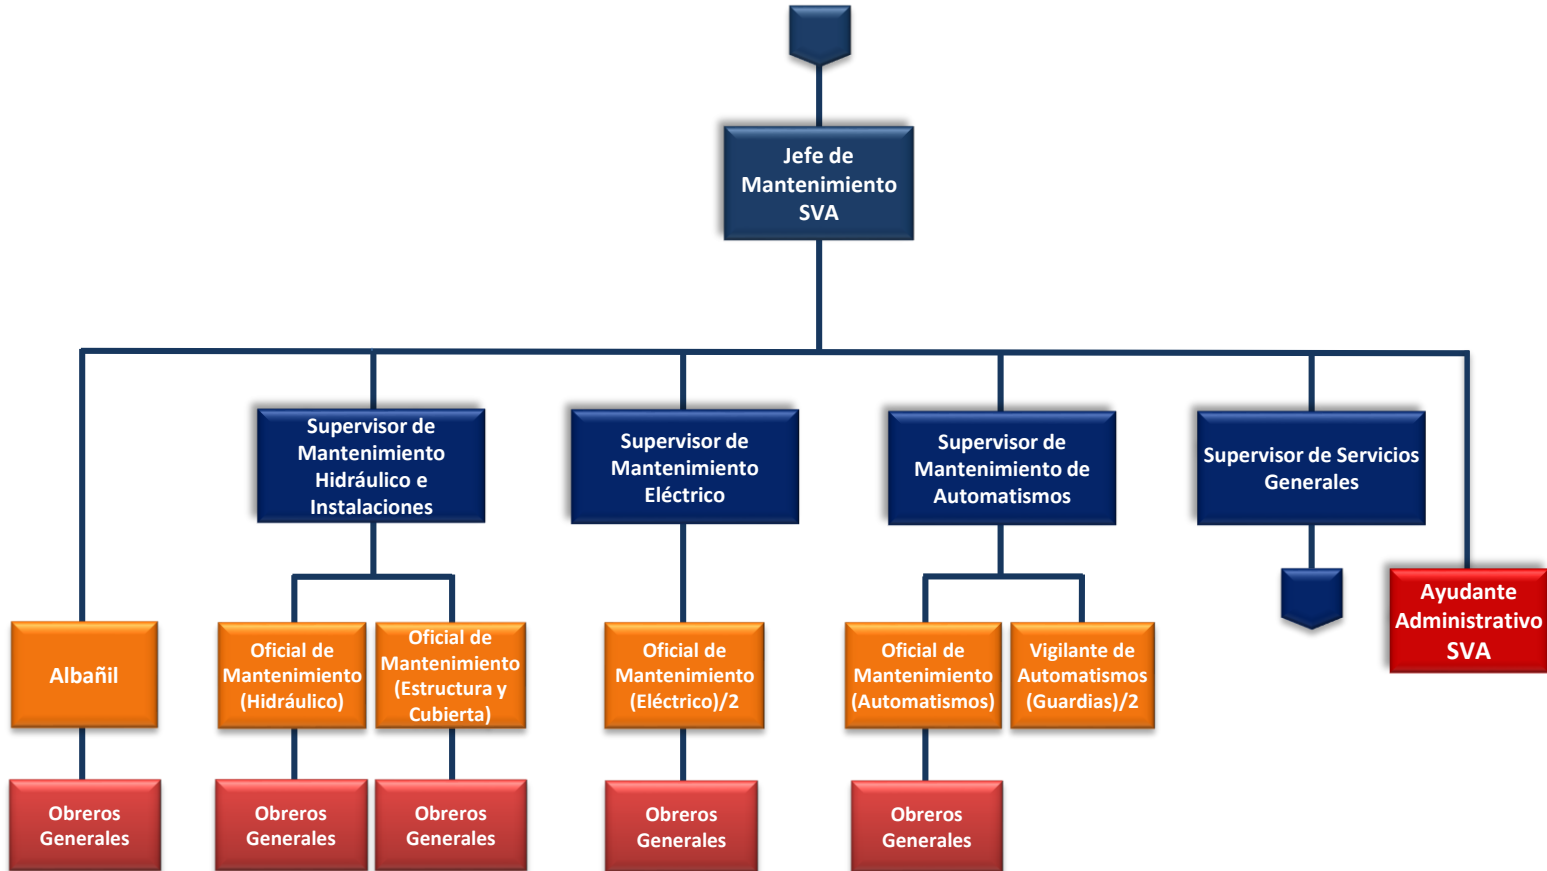 Jefe de
Mantenimiento
SVA
Supervisor de
Mantenimiento
Hidráulico e
Instalaciones
Supervisor de
Mantenimiento
Eléctrico
Supervisor de
Mantenimiento de
Automatismos
Supervisor de Servicios
Generales
Ayudante
Administrativo
SVA
Albañil
Oficial de
Mantenimiento
(Hidráulico)
Oficial de
Mantenimiento
(Estructura y
Cubierta)
Oficial de
Mantenimiento
(Eléctrico)/2
Oficial de
Mantenimiento
(Automatismos)
Vigilante de
Automatismos
(Guardias)/2
Obreros
Generales
Obreros
Generales
Obreros
Generales
Obreros
Generales
Obreros
Generales